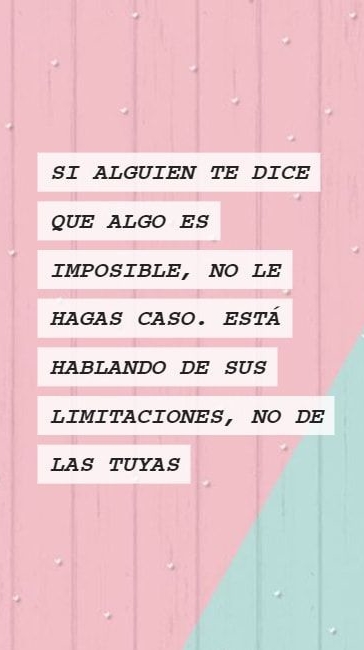 SI ALGUIEN TE DICE
QUE ALGO ES
IMPOSIBLE, NO LE
HAGAS CASO. ESTÁ
HABLANDO DE SUS
LIMITACIONES, NO DE
LAS TUYAS